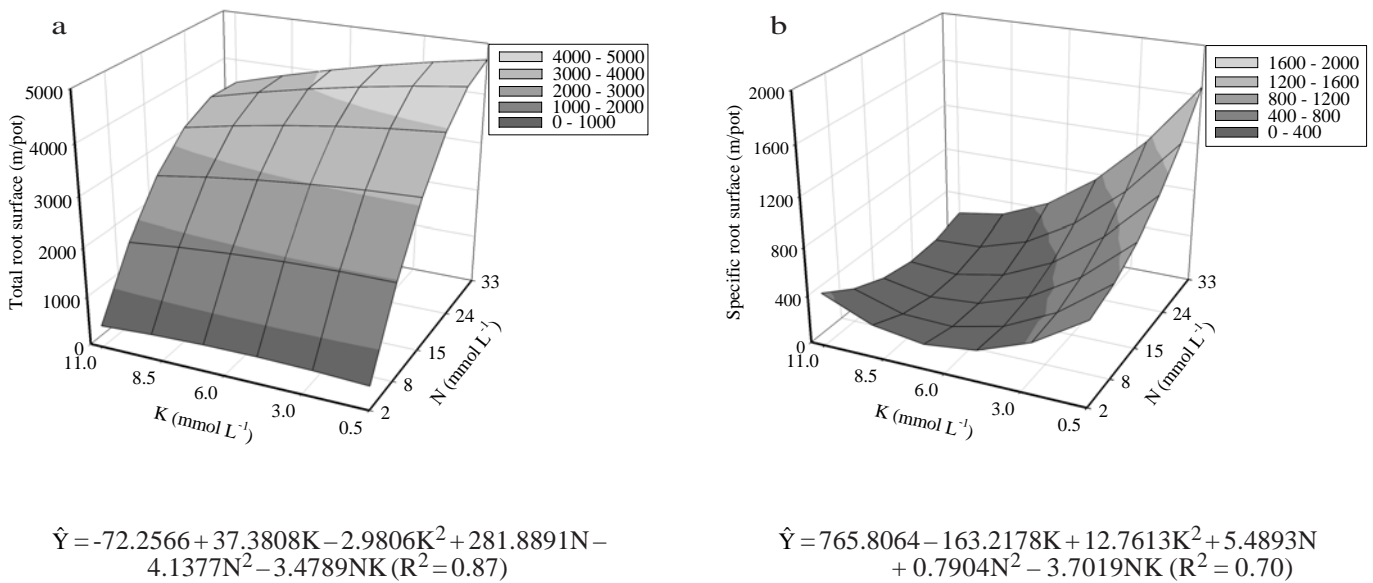 a
4000 - 5000
3000 - 4000
2000 - 3000
1000 - 2000
0 - 1000
Total root surface (m/pot)
5000
4000
3000
2000
1000
0
11.0
8.5
6.0
3.0
0.5
K (mmol L⁻¹)
2
8
15
24
33
N (mmol L⁻¹)
Ŷ = -72.2566 + 37.3808K – 2.9806K² + 281.8891N –
4.1377N² – 3.4789NK (R² = 0.87)
b
1600 - 2000
1200 - 1600
800 - 1200
400 - 800
0 - 400
Specific root surface (m/pot)
2000
1600
1200
800
400
0
11.0
8.5
6.0
3.0
0.5
K (mmol L⁻¹)
2
8
15
24
33
N (mmol L⁻¹)
Ŷ = 765.8064 – 163.2178K + 12.7613K² + 5.4893N
+ 0.7904N² – 3.7019NK (R² = 0.70)